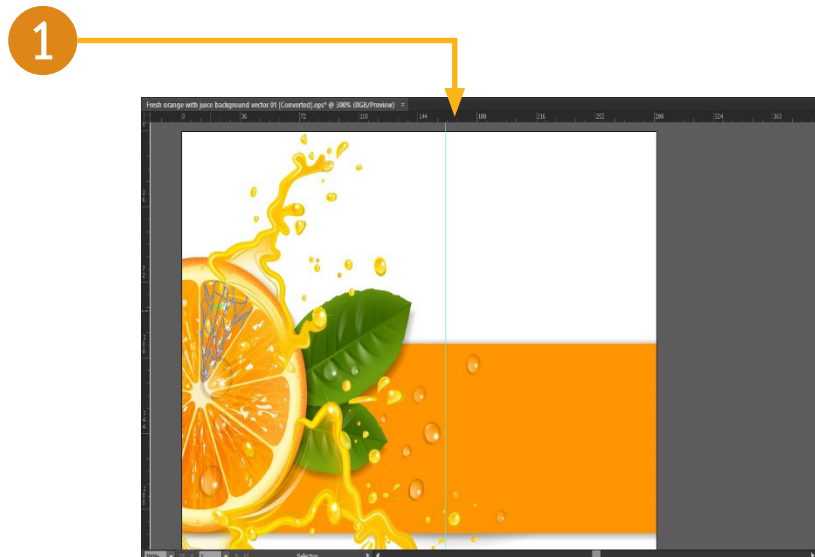 1
Fresh orange with juice background vector 01 [Converted].eps* @ 300% (RGB/Preview) ×
0 36 72 108 144 180 216 252 288 324 360
Selection